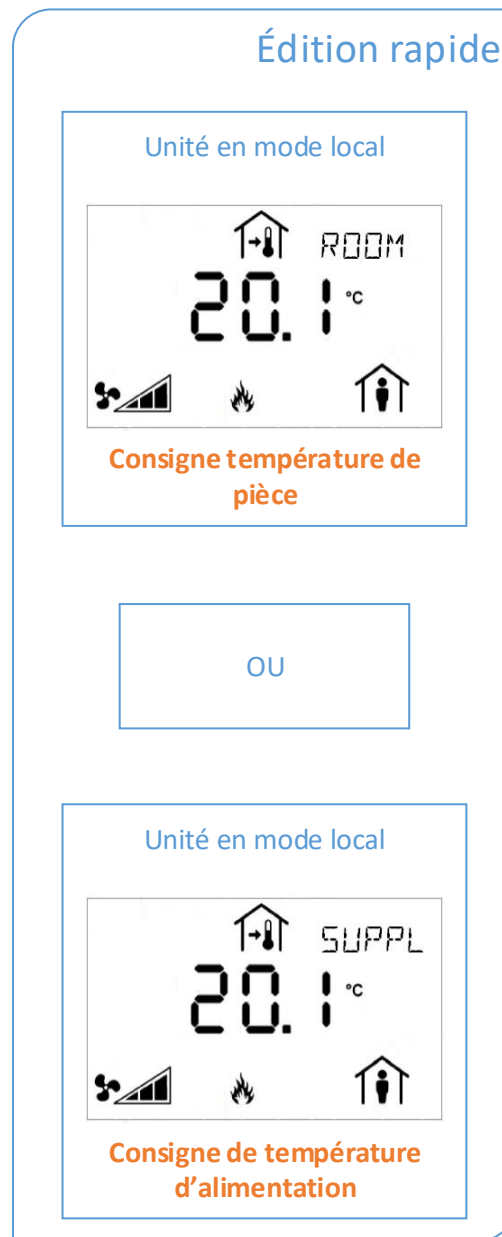 Édition rapide
Unité en mode local
ROOM
20.1 °C
Consigne température de
pièce
OU
Unité en mode local
SUPPL
20.1 °C
Consigne de température
d’alimentation